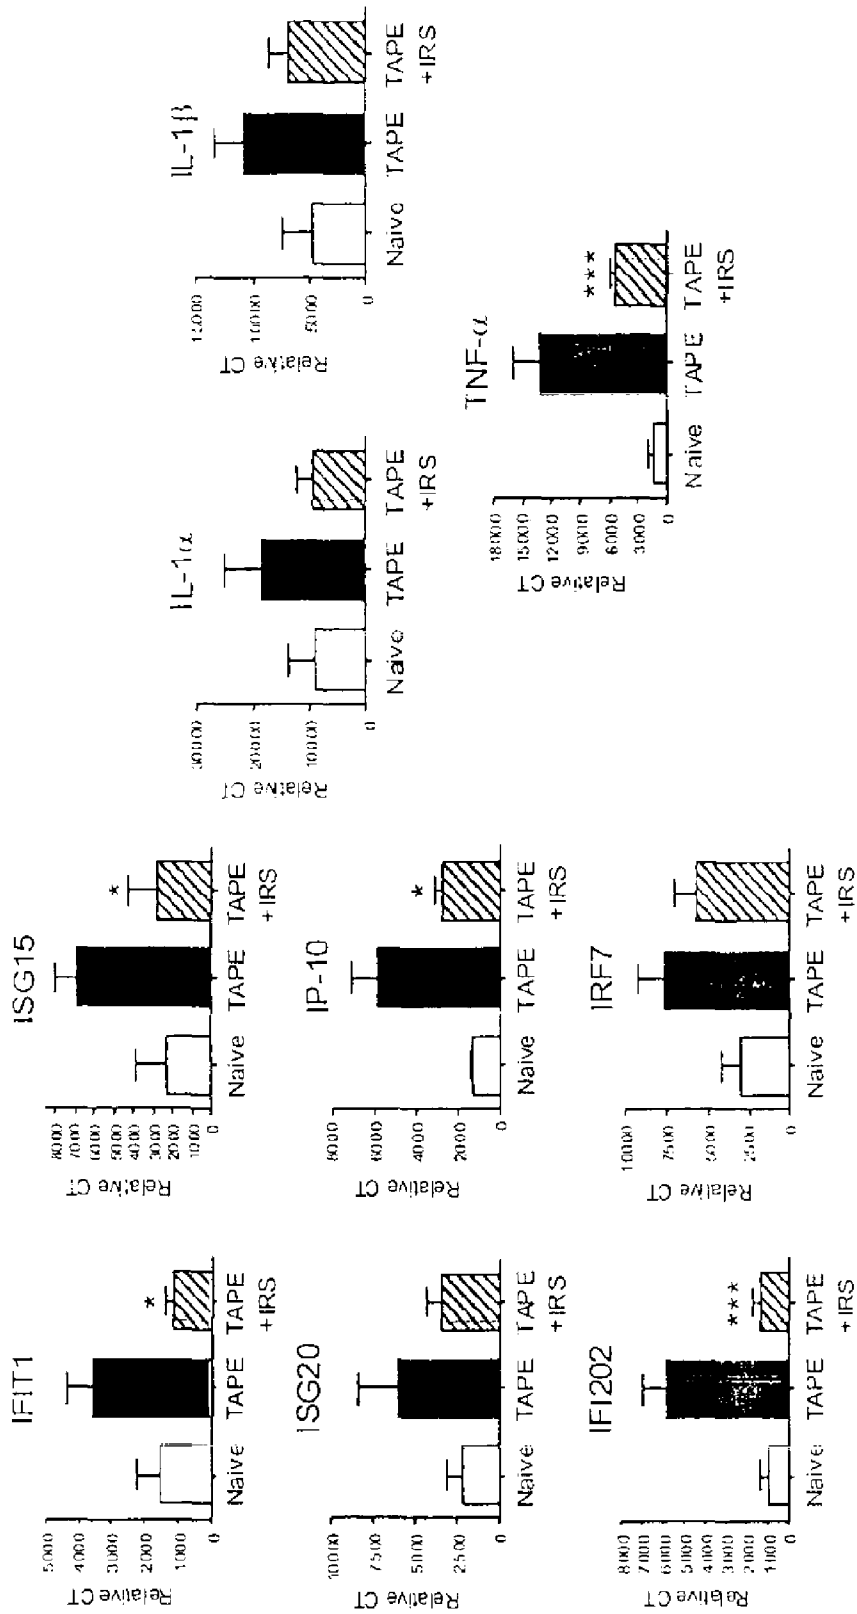 IFIT1
Relative CT
5000
4000
3000
2000
1000
0
*
Naive TAPE TAPE
+IRS
ISG15
Relative CT
8000
7000
6000
5000
4000
3000
2000
1000
0
*
Naive TAPE TAPE
+IRS
ISG20
Relative CT
10000
7500
5000
2500
0
Naive TAPE TAPE
+IRS
IP-10
Relative CT
8000
6000
4000
2000
0
*
Naive TAPE TAPE
+IRS
IFI202
Relative CT
8000
7000
6000
5000
4000
3000
2000
1000
0
***
Naive TAPE TAPE
+IRS
IRF7
Relative CT
10000
7500
5000
2500
0
Naive TAPE TAPE
+IRS
IL-1α
Relative CT
30000
20000
10000
0
Naive TAPE TAPE
+IRS
IL-1β
Relative CT
15000
10000
5000
0
Naive TAPE TAPE
+IRS
TNF-α
Relative CT
18000
15000
12000
9000
6000
3000
0
***
Naive TAPE TAPE
+IRS